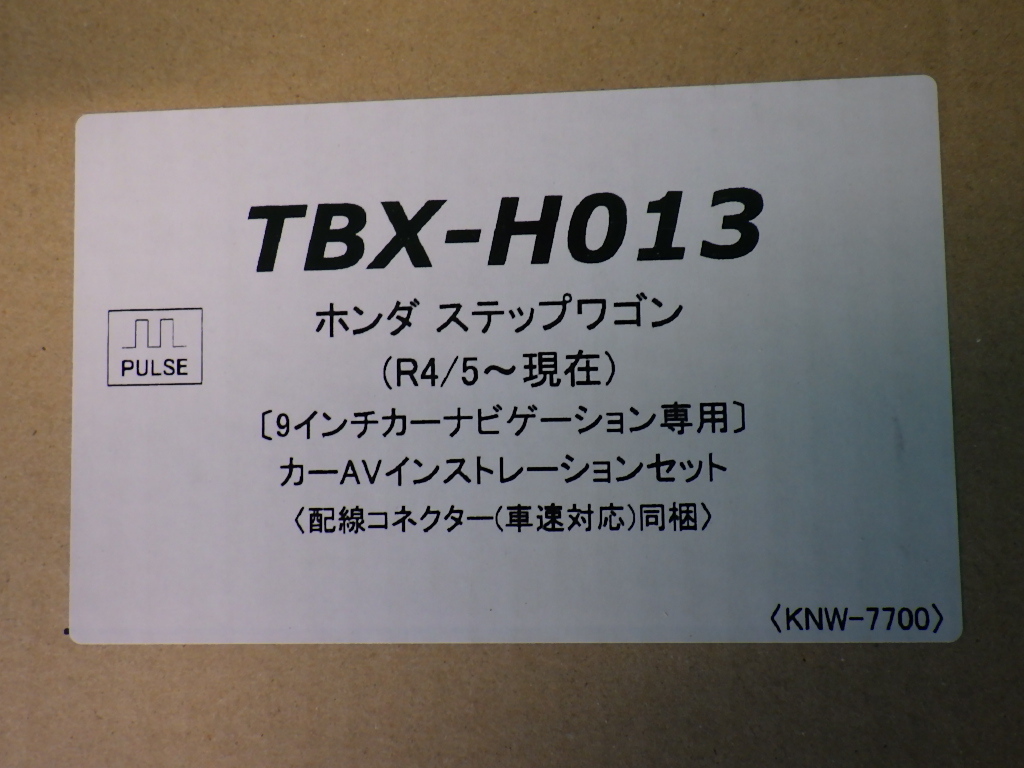 TBX-H013
ホンダ ステップワゴン
(R4/5～現在)
PULSE
〔9インチカーナビゲーション専用〕
カーAVインストレーションセット
〈配線コネクター(車速対応)同梱〉
〈KNW-7700〉